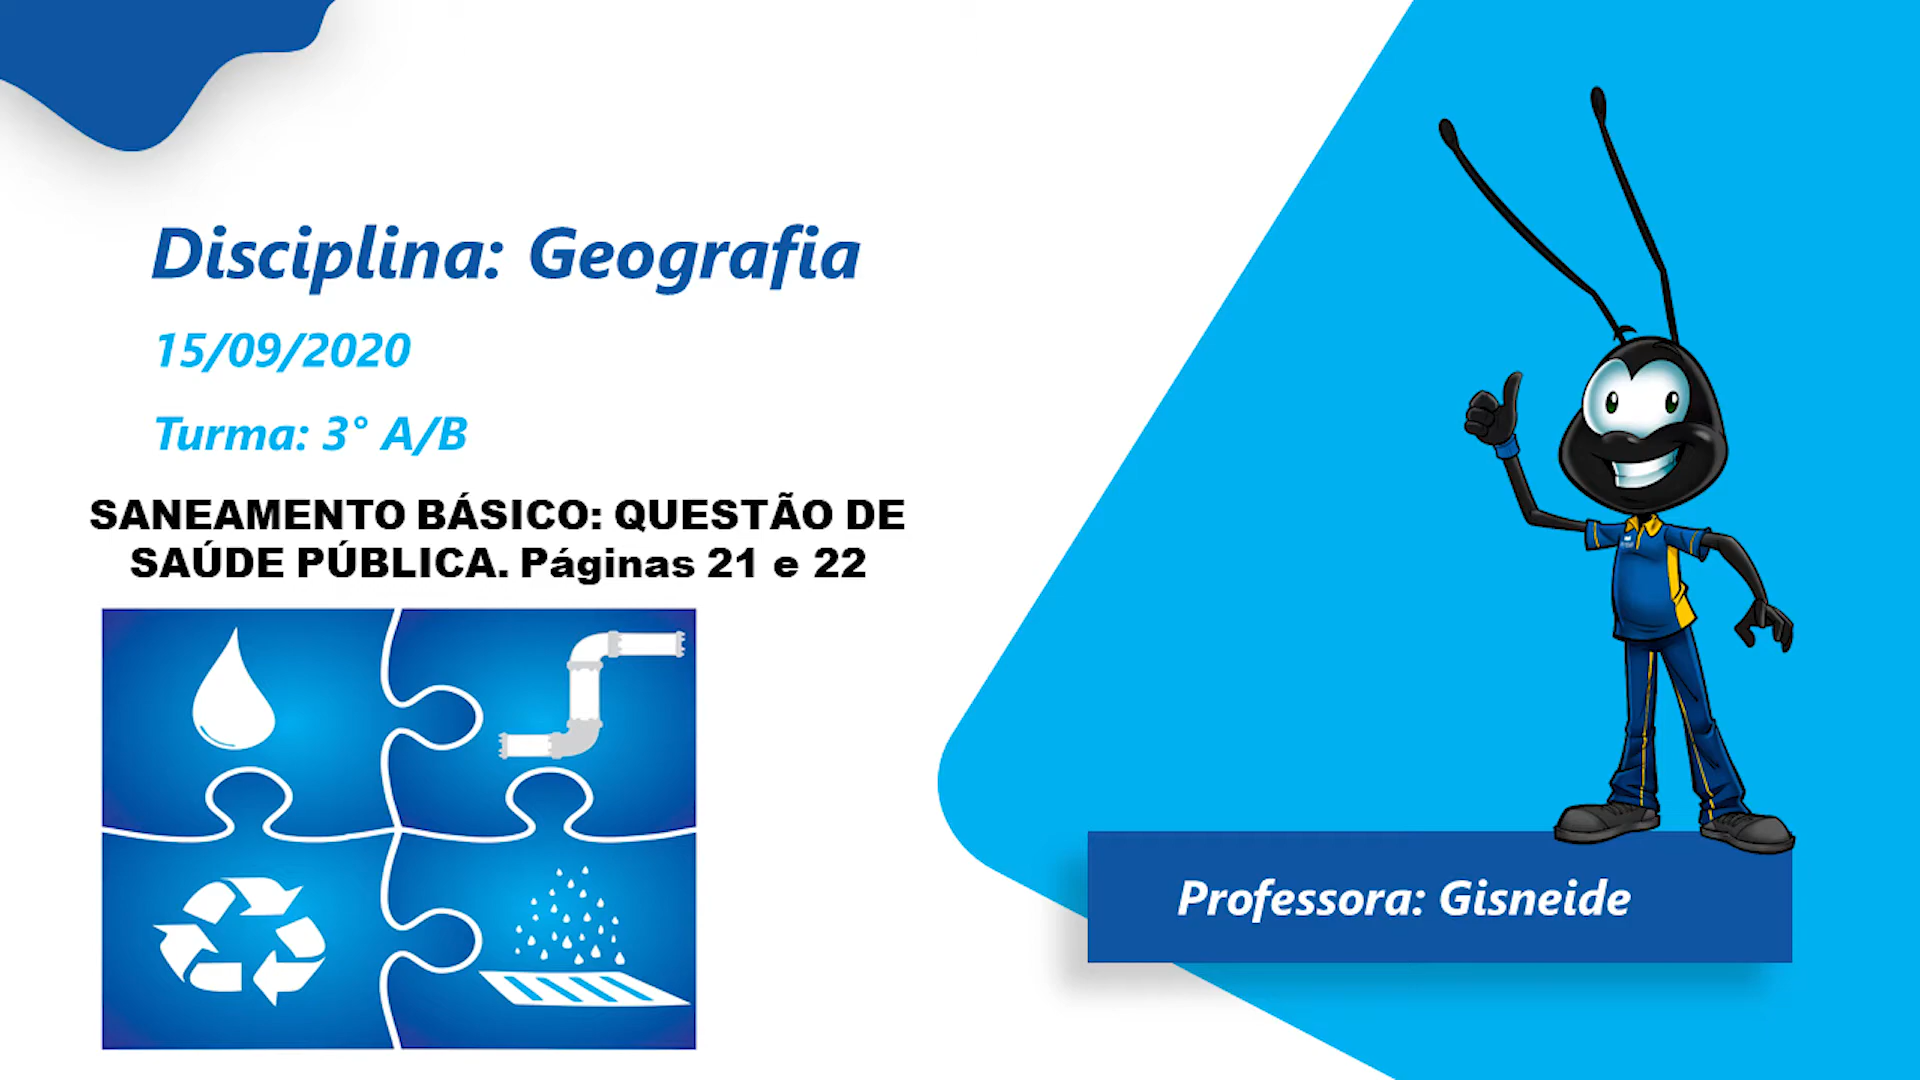 Disciplina: Geografia
15/09/2020
Turma: 3° A/B
SANEAMENTO BÁSICO: QUESTÃO DE
SAÚDE PÚBLICA. Páginas 21 e 22
Professora: Gisneide